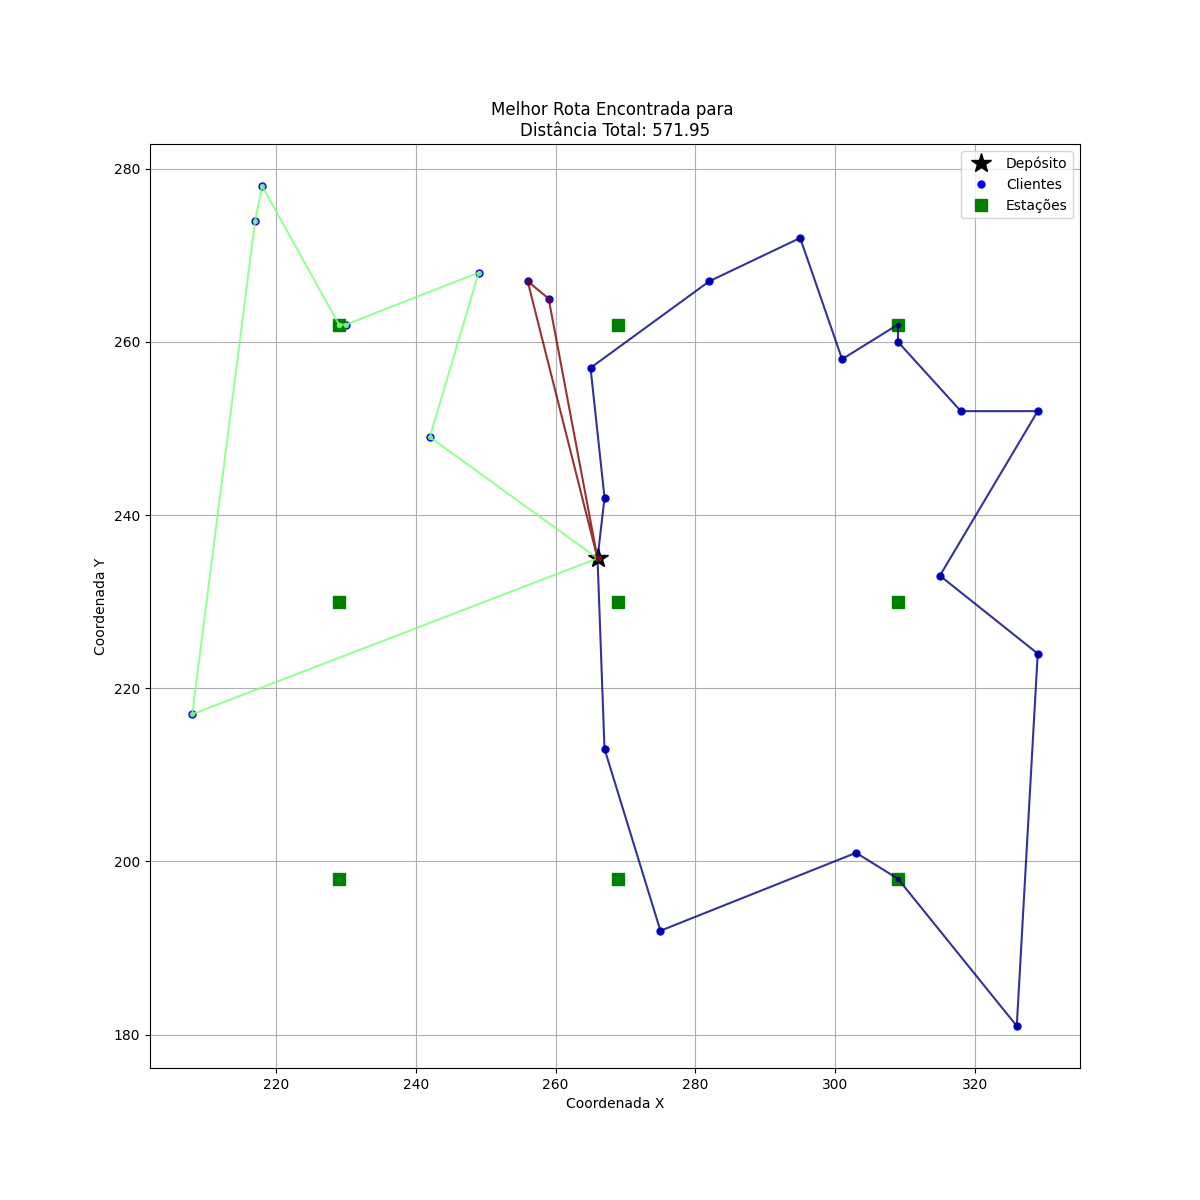 Melhor Rota Encontrada para
Distância Total: 571.95
Depósito
Clientes
Estações
280
260
240
220
200
180
Coordenada Y
220
240
260
280
300
320
Coordenada X